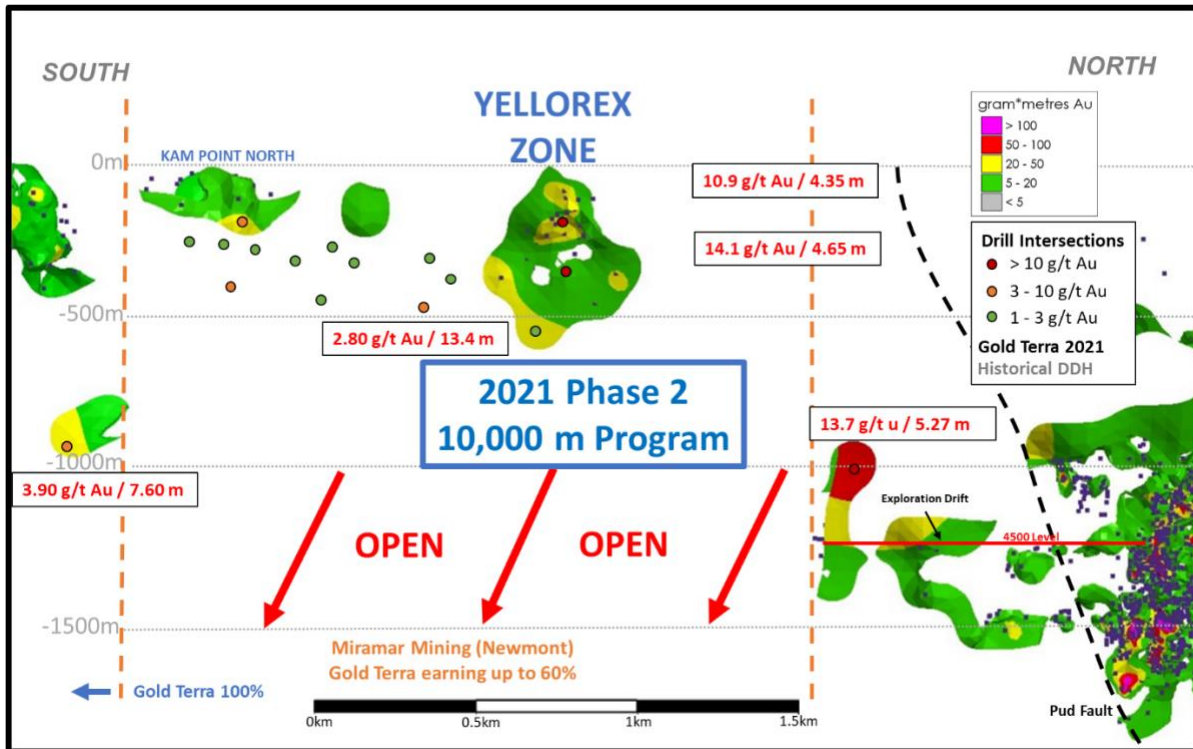 SOUTH
NORTH
YELLOREX
ZONE
KAM POINT NORTH
0m
-500m
-1000m
-1500m
gram*metres Au
> 100
50 - 100
20 - 50
5 - 20
< 5
Drill Intersections
> 10 g/t Au
3 - 10 g/t Au
1 - 3 g/t Au
Gold Terra 2021
Historical DDH
10.9 g/t Au / 4.35 m
14.1 g/t Au / 4.65 m
2.80 g/t Au / 13.4 m
2021 Phase 2
10,000 m Program
13.7 g/t u / 5.27 m
3.90 g/t Au / 7.60 m
Exploration Drift
4500 Level
OPEN
OPEN
Miramar Mining (Newmont)
Gold Terra earning up to 60%
Gold Terra 100%
0km
0.5km
1km
1.5km
Pud Fault